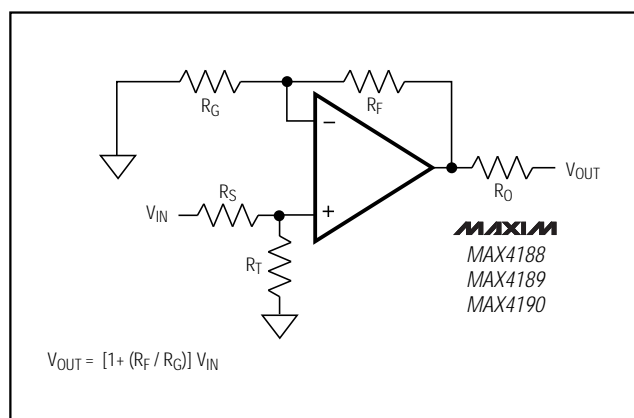 R_G
R_F
−
R_S
V_IN
+
R_T
R_O
V_OUT
MAXIM
MAX4188
MAX4189
MAX4190
V_OUT = [1+ (R_F / R_G)] V_IN